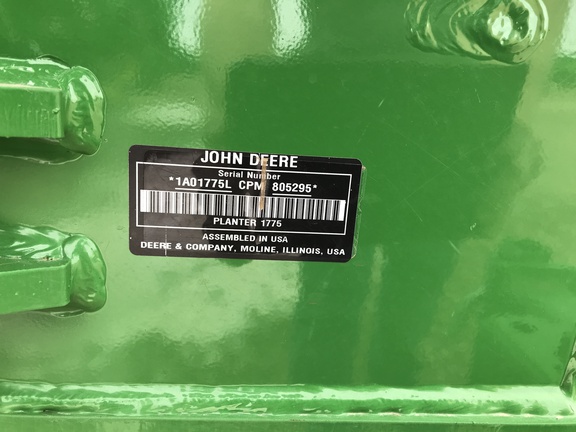 JOHN DEERE
Serial Number
*1A01775L CPM 805295*
PLANTER 1775
ASSEMBLED IN USA
DEERE & COMPANY. MOLINE, ILLINOIS, USA